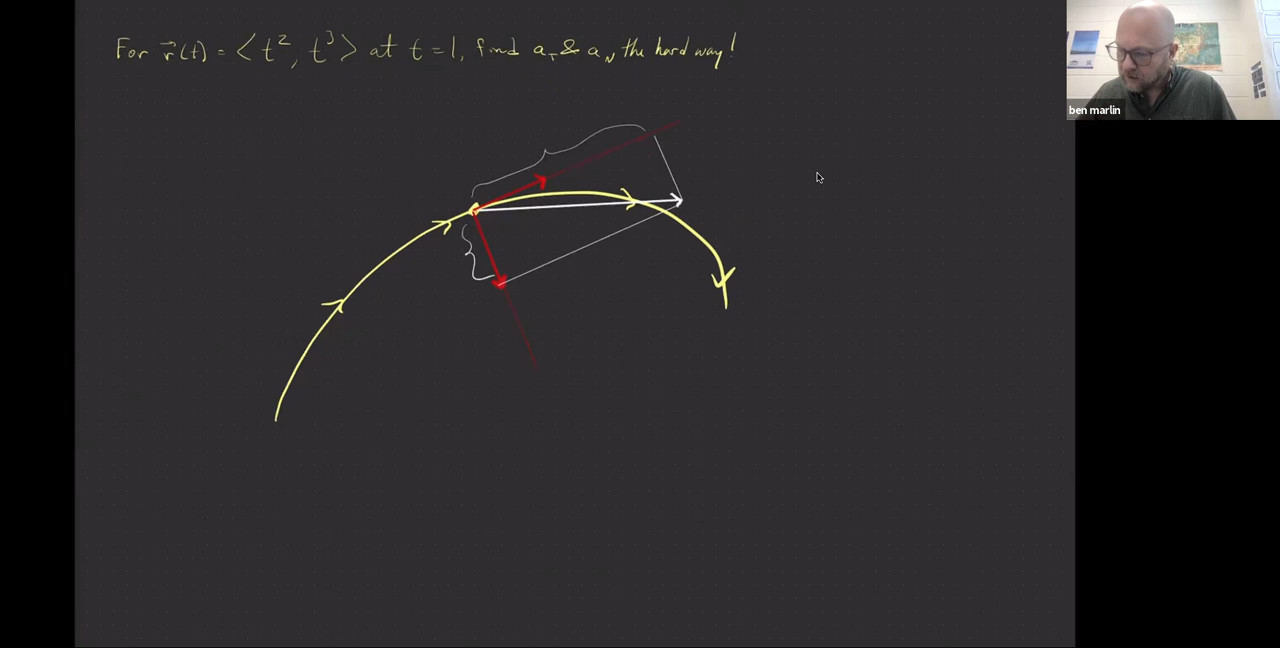 For r⃗(t) = ⟨t², t³⟩ at t = 1, find a_T & a_N the hard way!
ben marlin